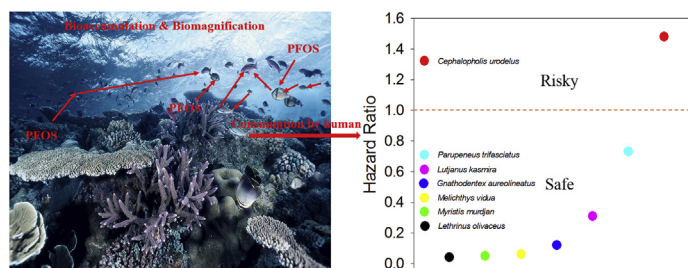 Bioaccumulation & Biomagnification
PFOS
PFOS
PFOS
Consumption by human
Hazard Ratio
1.6
1.4
1.2
1.0
0.8
0.6
0.4
0.2
0.0
Cephalopholis urodelus
Risky
Parupeneus trifasciatus
Lutjanus kasmira
Gnathodentex aureolineatus
Melichthys vidua
Myristis murdjan
Lethrinus olivaceus
Safe